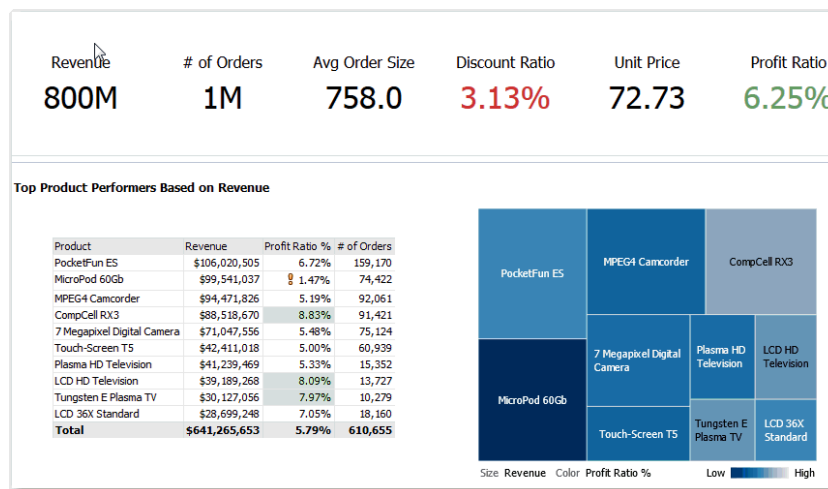 Revenue # of Orders Avg Order Size Discount Ratio Unit Price Profit Ratio
800M 1M 758.0 3.13% 72.73 6.25%
Top Product Performers Based on Revenue
Product Revenue Profit Ratio % # of Orders
PocketFun ES $106,020,505 6.72% 159,170
MicroPod 60Gb $99,541,037 1.47% 74,422
MPEG4 Camcorder $94,471,826 5.19% 92,061
CompCell RX3 $88,518,670 8.83% 91,421
7 Megapixel Digital Camera $71,047,556 5.48% 75,124
Touch-Screen T5 $42,411,018 5.00% 60,939
Plasma HD Television $41,239,469 5.33% 15,352
LCD HD Television $39,189,268 8.09% 13,727
Tungsten E Plasma TV $30,127,056 7.97% 10,279
LCD 36X Standard $28,699,248 7.05% 18,160
Total $641,265,653 5.79% 610,655
PocketFun ES
MPEG4 Camcorder
CompCell RX3
MicroPod 60Gb
7 Megapixel Digital
Camera
Plasma HD
Television
LCD HD
Television
Touch-Screen T5
Tungsten E
Plasma TV
LCD 36X
Standard
Size Revenue Color Profit Ratio % Low High